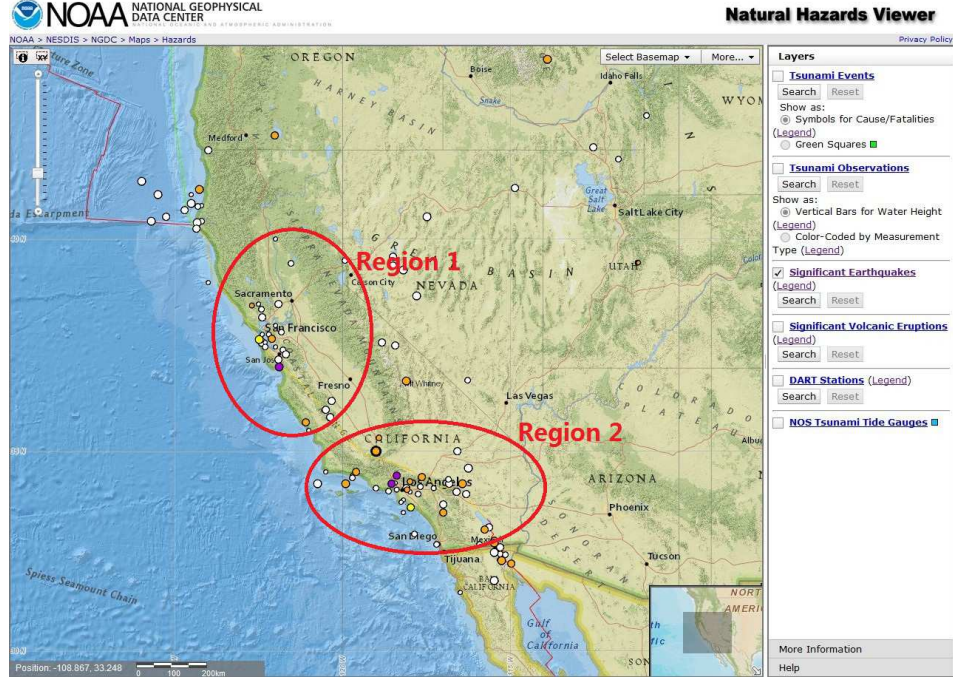 NOAA
NATIONAL GEOPHYSICAL
DATA CENTER
NATIONAL OCEANIC AND ATMOSPHERIC ADMINISTRATION
Natural Hazards Viewer
NOAA > NESDIS > NGDC > Maps > Hazards
Privacy Policy
XY
Select Basemap
More...
OREGON
Boise
Idaho Falls
HARNEY BASIN
Snake
Medford
Great
Salt
Lake
Salt Lake City
Region 1
Carson City
NEVADA
BASIN
UTAH
Sacramento
San Francisco
Fresno
Mt Whitney
Las Vegas
COLORADO
PLATEAU
CALIFORNIA
Region 2
Los Angeles
ARIZONA
Phoenix
San Diego
Tijuana
Tucson
SONORAN
DESERT
BAJA
CALIFORNIA
Spiess Seamount Chain
Gulf
of
California
Position: -108.867, 33.248
0 100 200km
Layers
Tsunami Events
Search Reset
Show as:
Symbols for Cause/Fatalities
(Legend)
Green Squares
Tsunami Observations
Search Reset
Show as:
Vertical Bars for Water Height
(Legend)
Color-Coded by Measurement
Type (Legend)
Significant Earthquakes
(Legend)
Search Reset
Significant Volcanic Eruptions
(Legend)
Search Reset
DART Stations (Legend)
Search Reset
NOS Tsunami Tide Gauges
More Information
Help